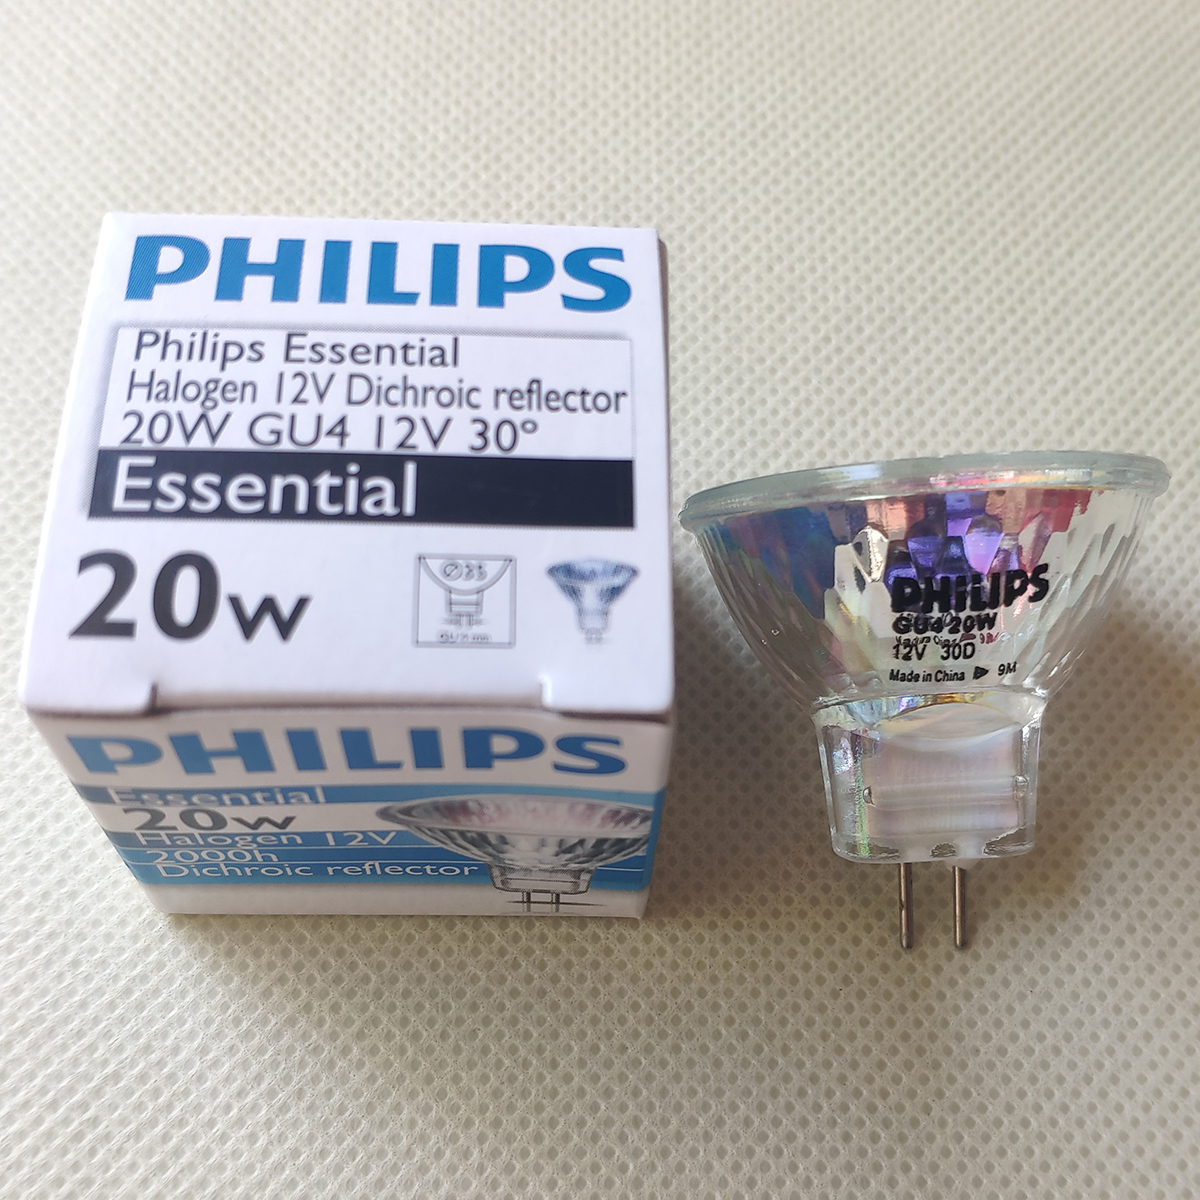 PHILIPS
Philips Essential
Halogen 12V Dichroic reflector
20W GU4 12V 30°
Essential
20w
Ø35
PHILIPS
Essential
20w
Halogen 12V
2000h
Dichroic reflector
PHILIPS
GU4 20W
12V 30D
Made in China 9M